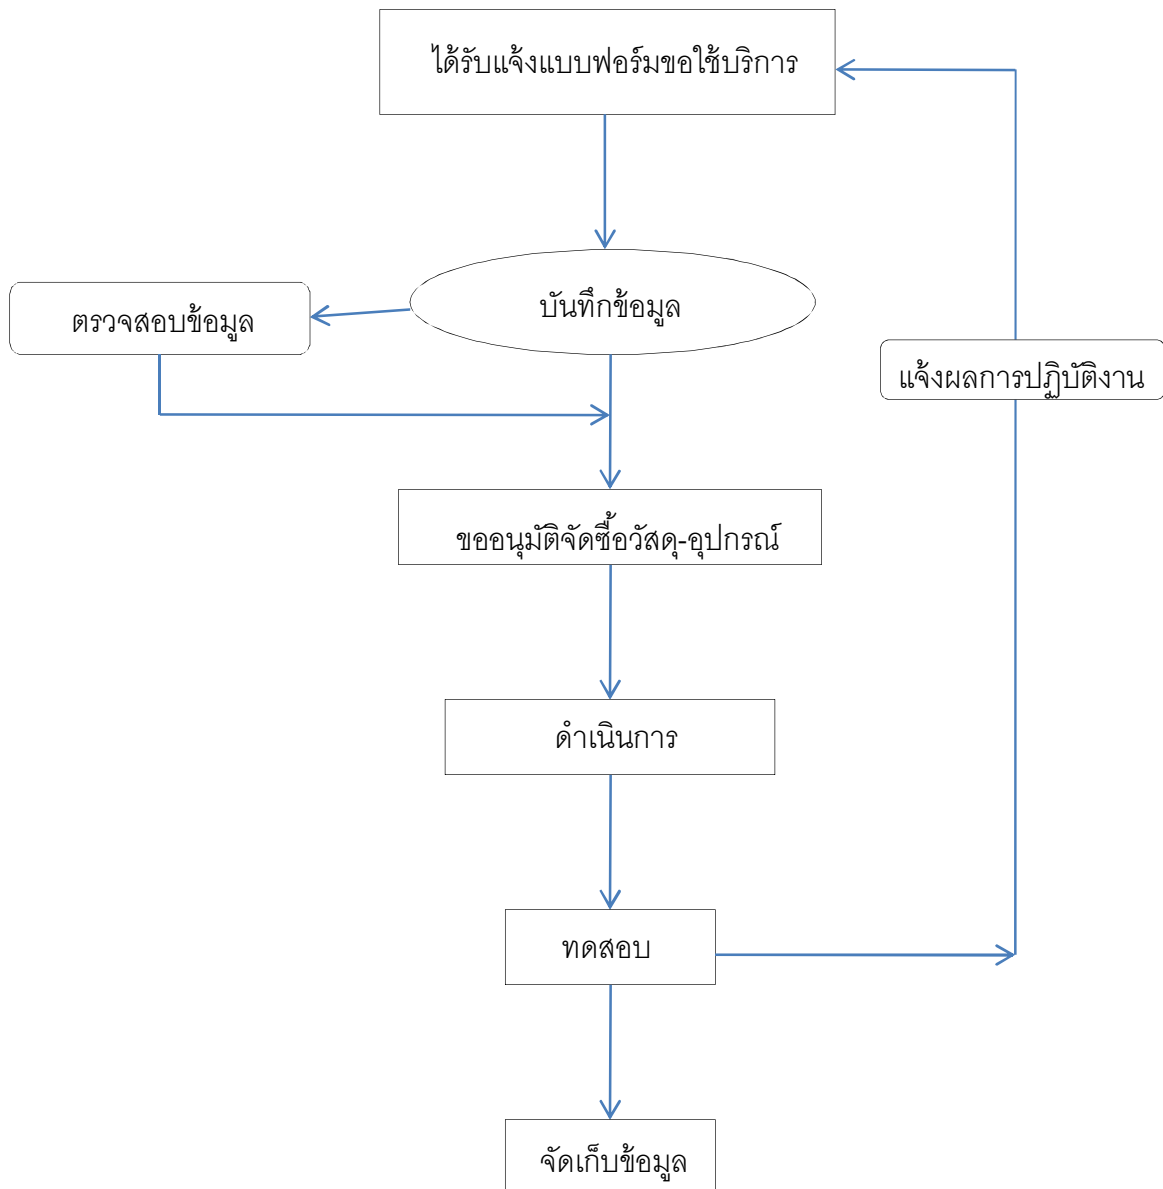 ได้รับแจ้งแบบฟอร์มขอใช้บริการ
บันทึกข้อมูล
ตรวจสอบข้อมูล
แจ้งผลการปฏิบัติงาน
ขออนุมัติจัดซื้อวัสดุ-อุปกรณ์
ดำเนินการ
ทดสอบ
จัดเก็บข้อมูล